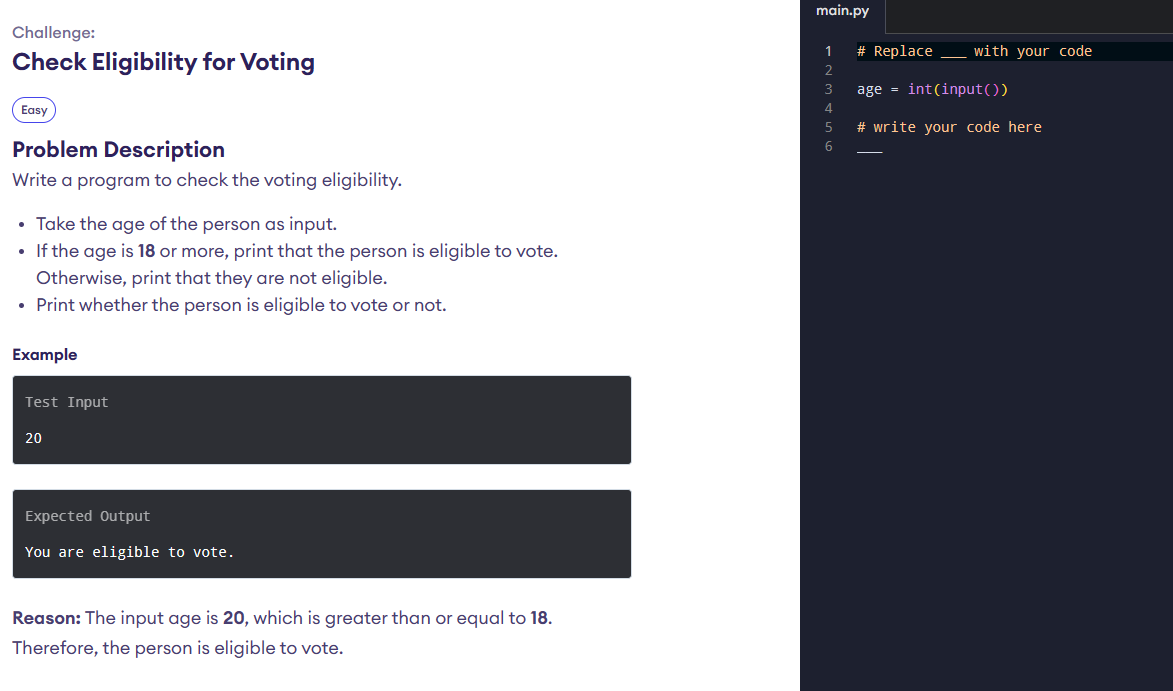 Challenge:
Check Eligibility for Voting
Easy
Problem Description
Write a program to check the voting eligibility.
• Take the age of the person as input.
• If the age is 18 or more, print that the person is eligible to vote.
Otherwise, print that they are not eligible.
• Print whether the person is eligible to vote or not.
Example
Test Input
20
Expected Output
You are eligible to vote.
Reason: The input age is 20, which is greater than or equal to 18.
Therefore, the person is eligible to vote.
main.py
1 # Replace ___ with your code
2
3 age = int(input())
4
5 # write your code here
6 ___